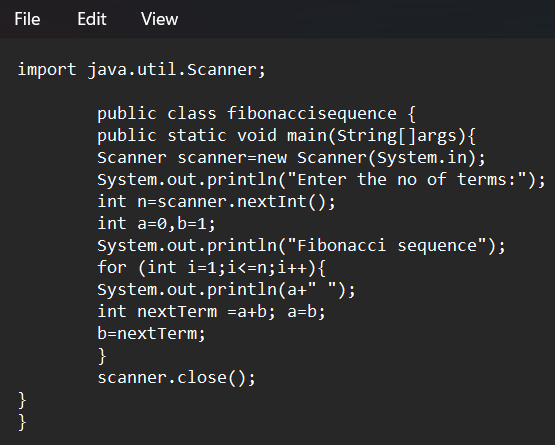 File Edit View
import java.util.Scanner;
public class fibonaccisequence {
public static void main(String[]args){
Scanner scanner=new Scanner(System.in);
System.out.println("Enter the no of terms:");
int n=scanner.nextInt();
int a=0,b=1;
System.out.println("Fibonacci sequence");
for (int i=1;i<=n;i++){
System.out.println(a+" ");
int nextTerm =a+b; a=b;
b=nextTerm;
}
scanner.close();
}
}